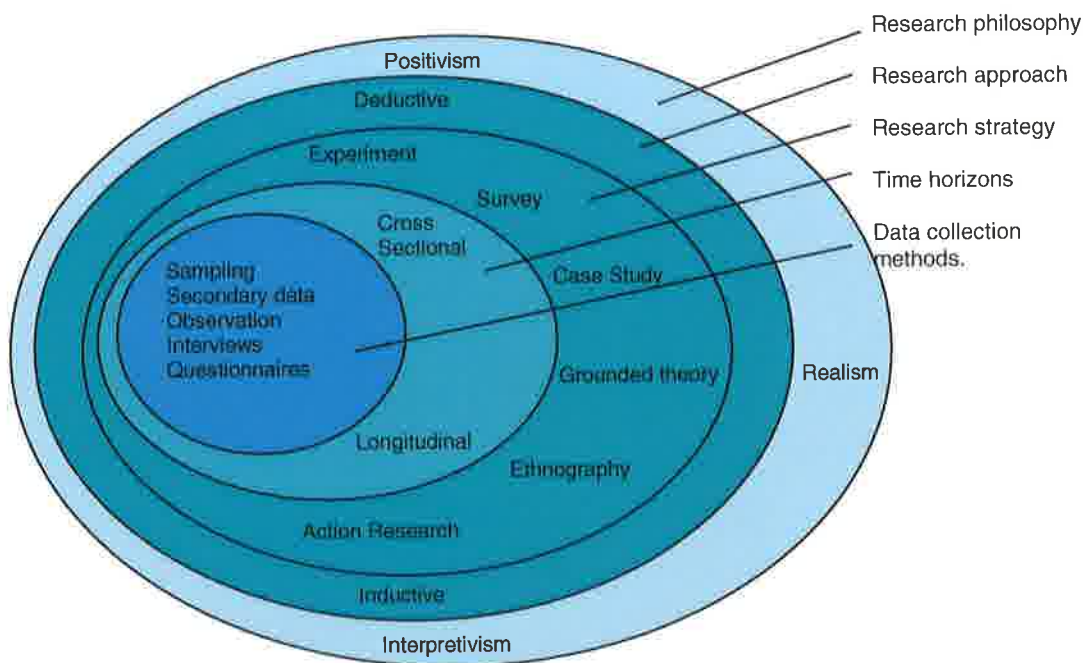 Research philosophy
Positivism
Research approach
Deductive
Research strategy
Experiment
Time horizons
Survey
Cross
Sectional
Data collection
methods.
Sampling
Secondary data
Observation
Interviews
Questionnaires
Case Study
Grounded theory
Realism
Longitudinal
Ethnography
Action Research
Inductive
Interpretivism